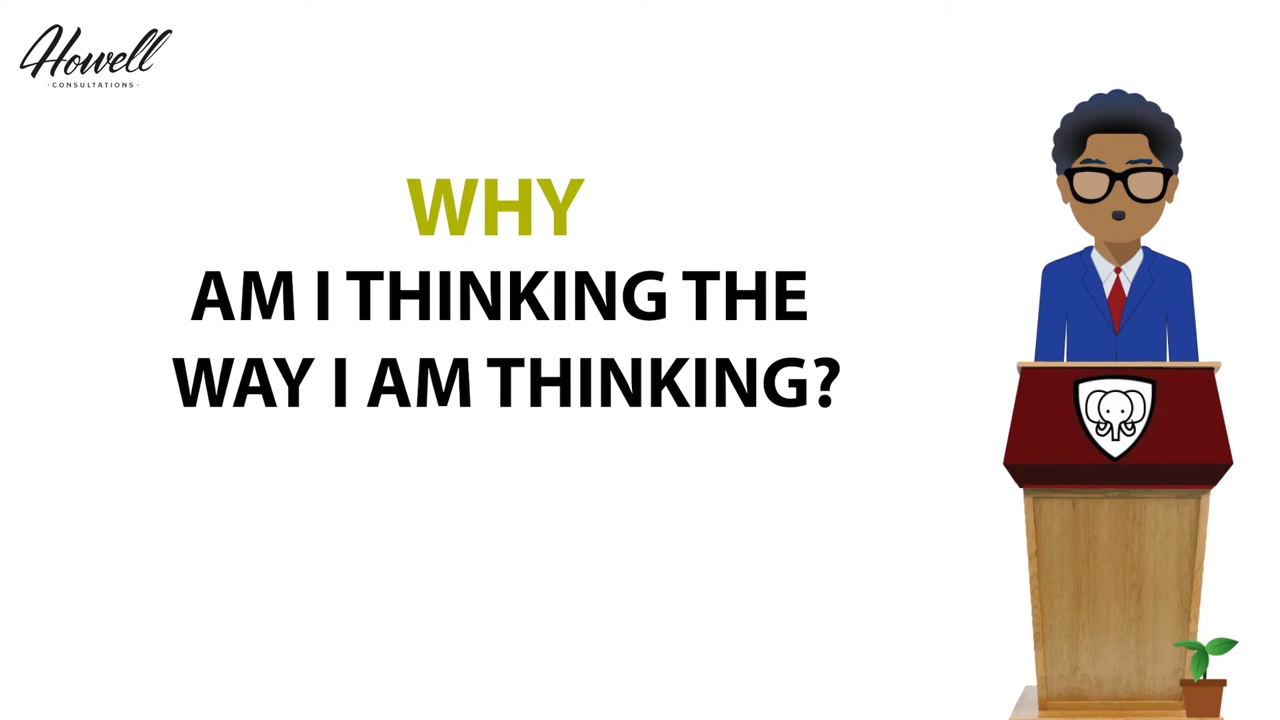 Howell
·CONSULTATIONS·
WHY
AM I THINKING THE
WAY I AM THINKING?